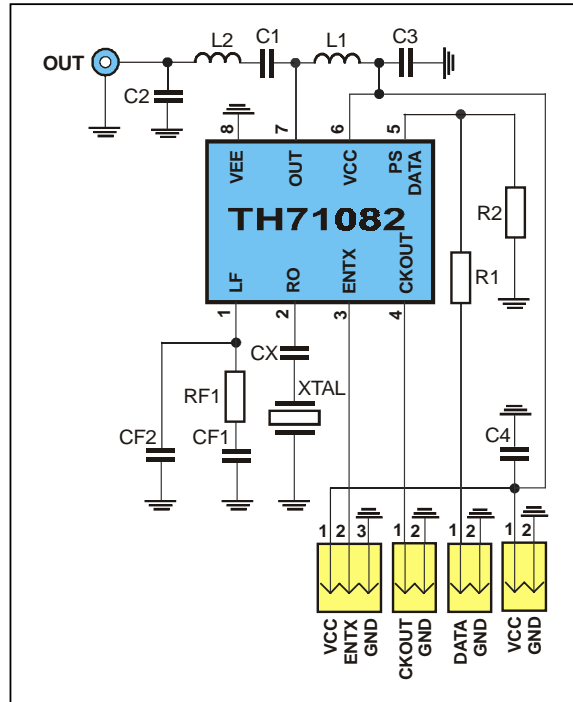 L2
C1
L1
C3
OUT
C2
8
7
6
5
VEE
OUT
VCC
PS
DATA
TH71082
R2
R1
LF
RO
ENTX
CKOUT
1
2
3
4
CX
XTAL
RF1
CF2
CF1
C4
1 2 3
1 2
1 2
1 2
VCC
ENTX
GND
CKOUT
GND
DATA
GND
VCC
GND